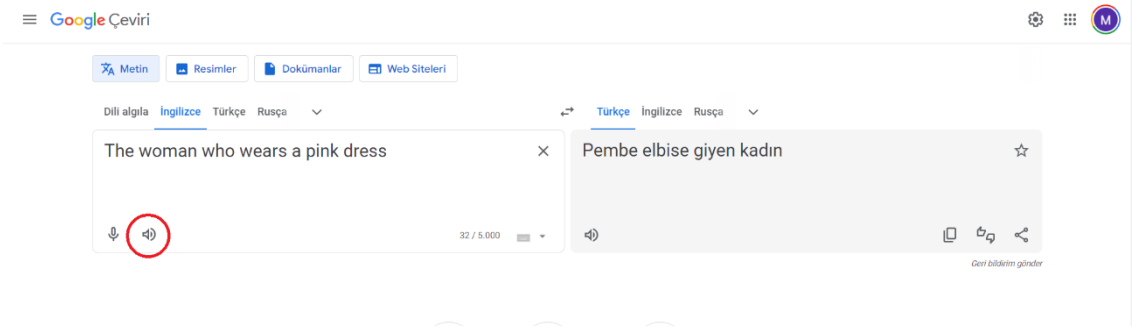 Google Çeviri
M
Metin Resimler Dokümanlar Web Siteleri
Dili algıla İngilizce Türkçe Rusça Türkçe İngilizce Rusça
The woman who wears a pink dress Pembe elbise giyen kadın
32 / 5.000
Geri bildirim gönder